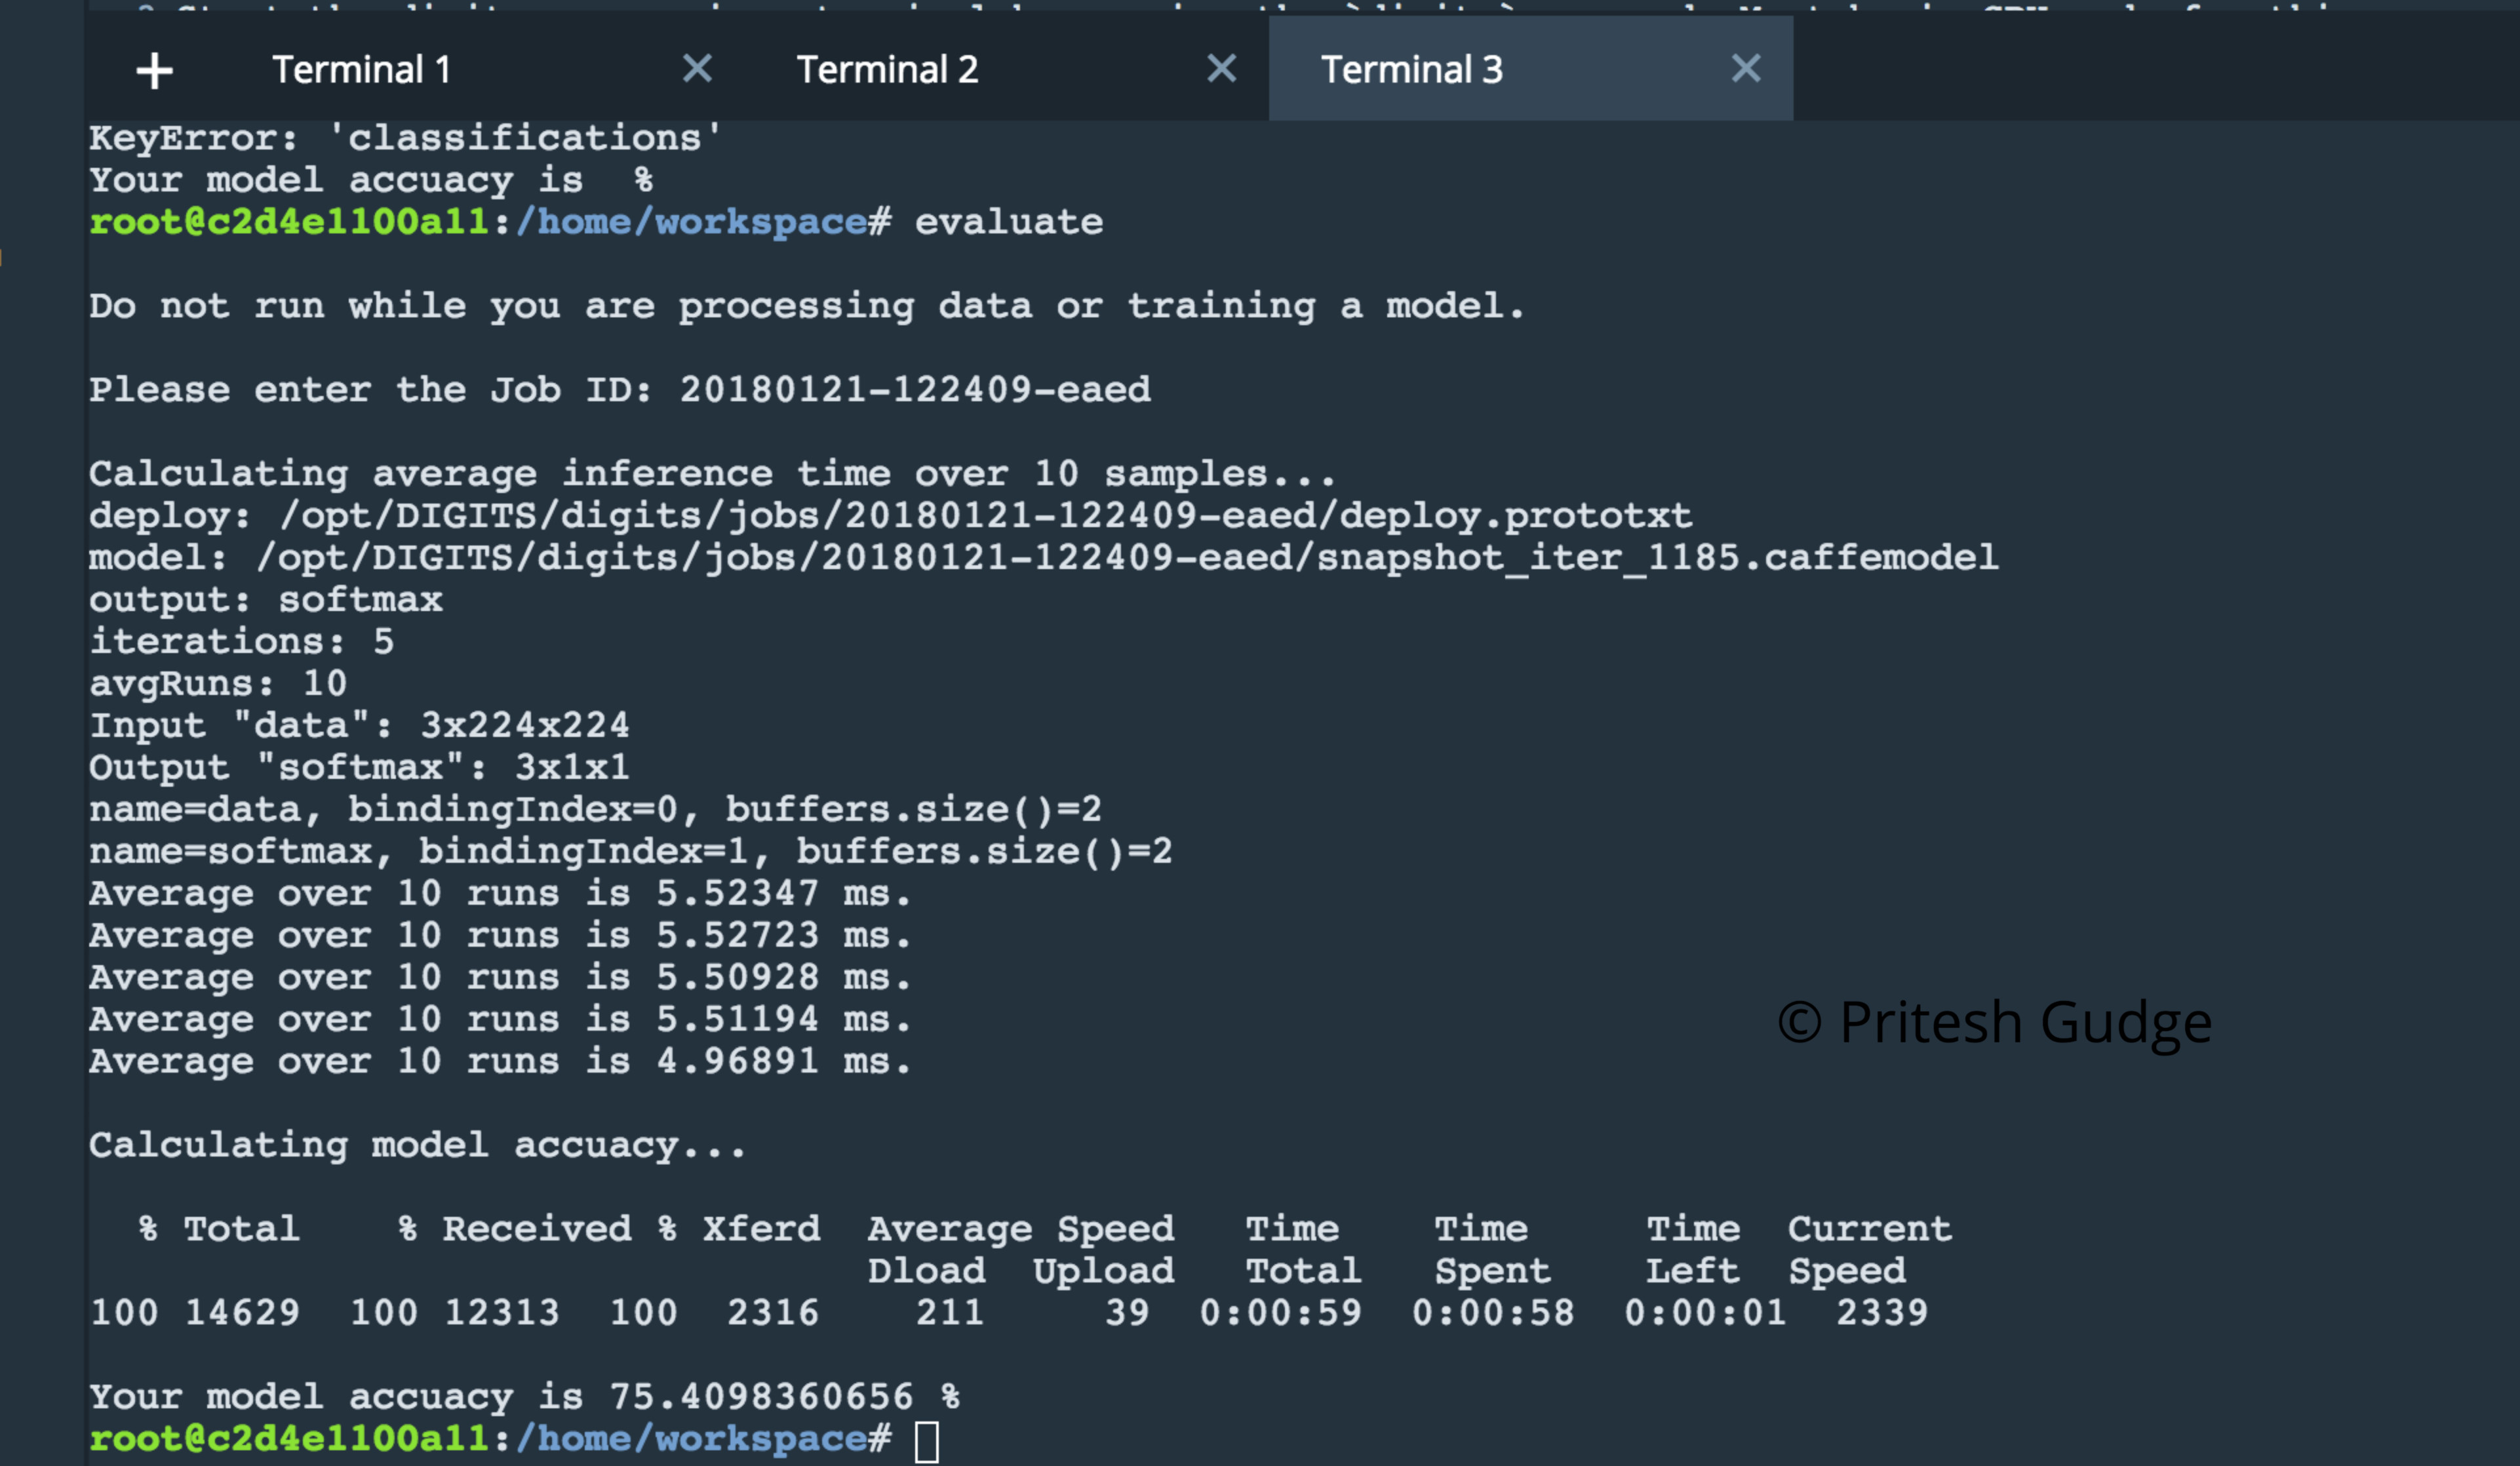 + Terminal 1 × Terminal 2 × Terminal 3 ×
KeyError: 'classifications'
Your model accuacy is  %
root@c2d4e1100a11:/home/workspace# evaluate
Do not run while you are processing data or training a model.
Please enter the Job ID: 20180121-122409-eaed
Calculating average inference time over 10 samples...
deploy: /opt/DIGITS/digits/jobs/20180121-122409-eaed/deploy.prototxt
model: /opt/DIGITS/digits/jobs/20180121-122409-eaed/snapshot_iter_1185.caffemodel
output: softmax
iterations: 5
avgRuns: 10
Input "data": 3x224x224
Output "softmax": 3x1x1
name=data, bindingIndex=0, buffers.size()=2
name=softmax, bindingIndex=1, buffers.size()=2
Average over 10 runs is 5.52347 ms.
Average over 10 runs is 5.52723 ms.
Average over 10 runs is 5.50928 ms.
Average over 10 runs is 5.51194 ms.
© Pritesh Gudge
Average over 10 runs is 4.96891 ms.
Calculating model accuacy...
% Total % Received % Xferd Average Speed Time Time Time Current
Dload Upload Total Spent Left Speed
100 14629 100 12313 100 2316 211 39 0:00:59 0:00:58 0:00:01 2339
Your model accuacy is 75.4098360656 %
root@c2d4e1100a11:/home/workspace#